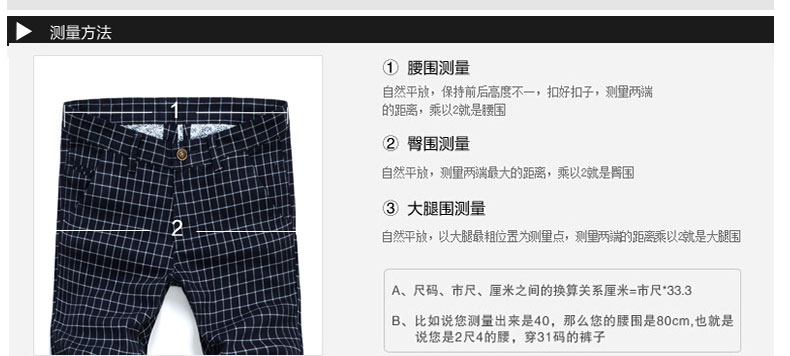 测量方法
1
2
① 腰围测量
自然平放，保持前后高度不一，扣好扣子，测量两端
的距离，乘以2就是腰围
② 臀围测量
自然平放，测量两端最大的距离，乘以2就是臀围
③ 大腿围测量
自然平放，以大腿最粗位置为测量点，测量两端的距离乘以2就是大腿围
A、尺码、市尺、厘米之间的换算关系厘米=市尺*33.3
B、比如说您测量出来是40，那么您的腰围是80cm,也就是
说您是2尺4的腰，穿31码的裤子